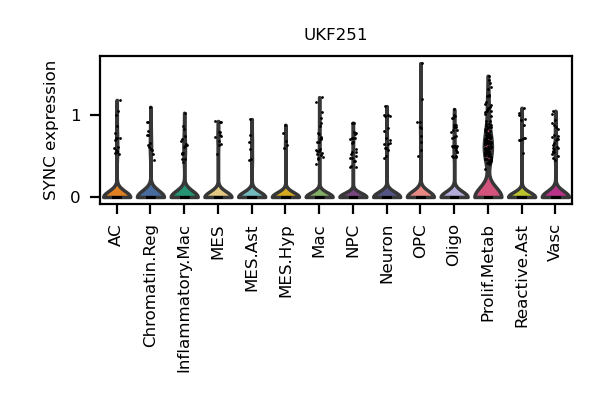 UKF251
SYNC expression
1
0
AC
Chromatin.Reg
Inflammatory.Mac
MES
MES.Ast
MES.Hyp
Mac
NPC
Neuron
OPC
Oligo
Prolif.Metab
Reactive.Ast
Vasc